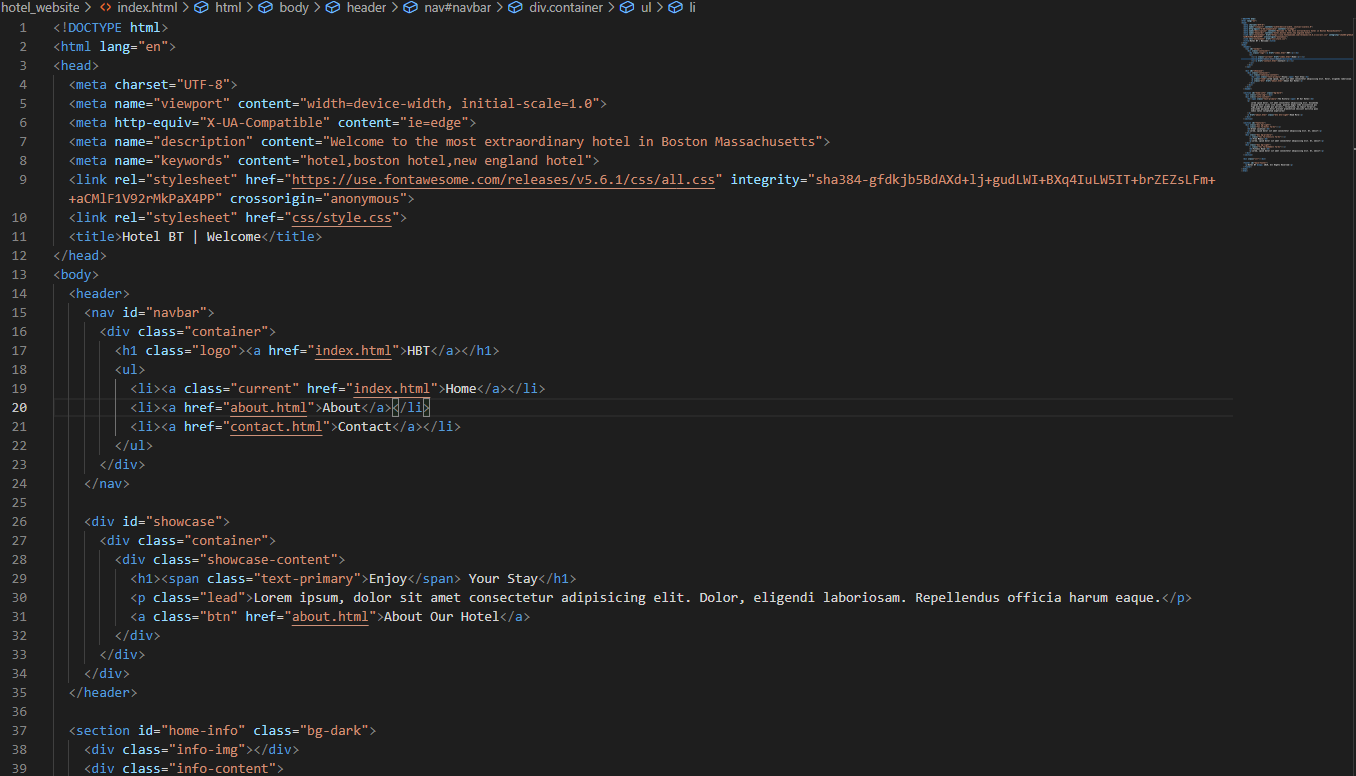 hotel_website > index.html > html > body > header > nav#navbar > div.container > ul > li
1 <!DOCTYPE html>
2 <html lang="en">
3 <head>
4 <meta charset="UTF-8">
5 <meta name="viewport" content="width=device-width, initial-scale=1.0">
6 <meta http-equiv="X-UA-Compatible" content="ie=edge">
7 <meta name="description" content="Welcome to the most extraordinary hotel in Boston Massachusetts">
8 <meta name="keywords" content="hotel,boston hotel,new england hotel">
9 <link rel="stylesheet" href="https://use.fontawesome.com/releases/v5.6.1/css/all.css" integrity="sha384-gfdkjb5BdAXd+lj+gudLWI+BXq4IuLW5IT+brZEZsLFm+
+aCMlF1V92rMkPaX4PP" crossorigin="anonymous">
10 <link rel="stylesheet" href="css/style.css">
11 <title>Hotel BT | Welcome</title>
12 </head>
13 <body>
14 <header>
15 <nav id="navbar">
16 <div class="container">
17 <h1 class="logo"><a href="index.html">HBT</a></h1>
18 <ul>
19 <li><a class="current" href="index.html">Home</a></li>
20 <li><a href="about.html">About</a></li>
21 <li><a href="contact.html">Contact</a></li>
22 </ul>
23 </div>
24 </nav>
25
26 <div id="showcase">
27 <div class="container">
28 <div class="showcase-content">
29 <h1><span class="text-primary">Enjoy</span> Your Stay</h1>
30 <p class="lead">Lorem ipsum, dolor sit amet consectetur adipisicing elit. Dolor, eligendi laboriosam. Repellendus officia harum eaque.</p>
31 <a class="btn" href="about.html">About Our Hotel</a>
32 </div>
33 </div>
34 </div>
35 </header>
36
37 <section id="home-info" class="bg-dark">
38 <div class="info-img"></div>
39 <div class="info-content">